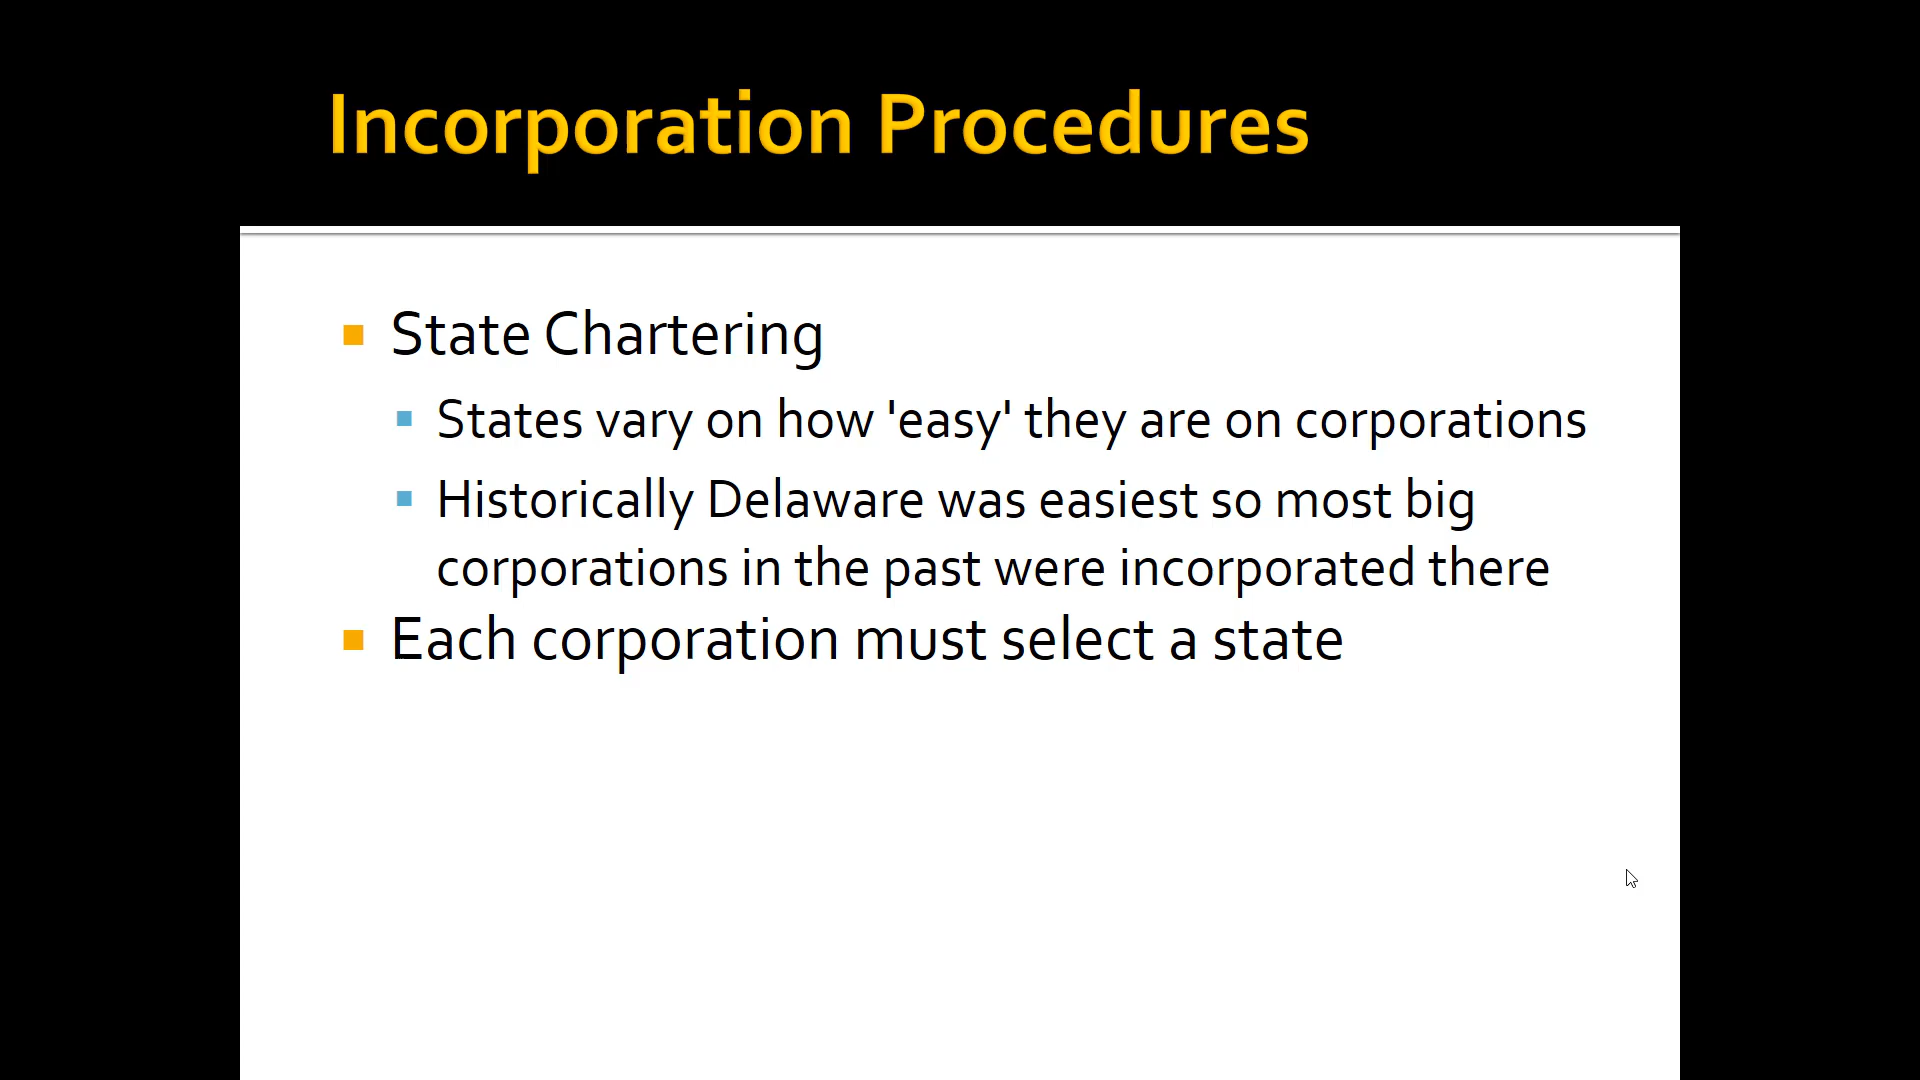 Incorporation Procedures
State Chartering
States vary on how 'easy' they are on corporations
Historically Delaware was easiest so most big
corporations in the past were incorporated there
Each corporation must select a state